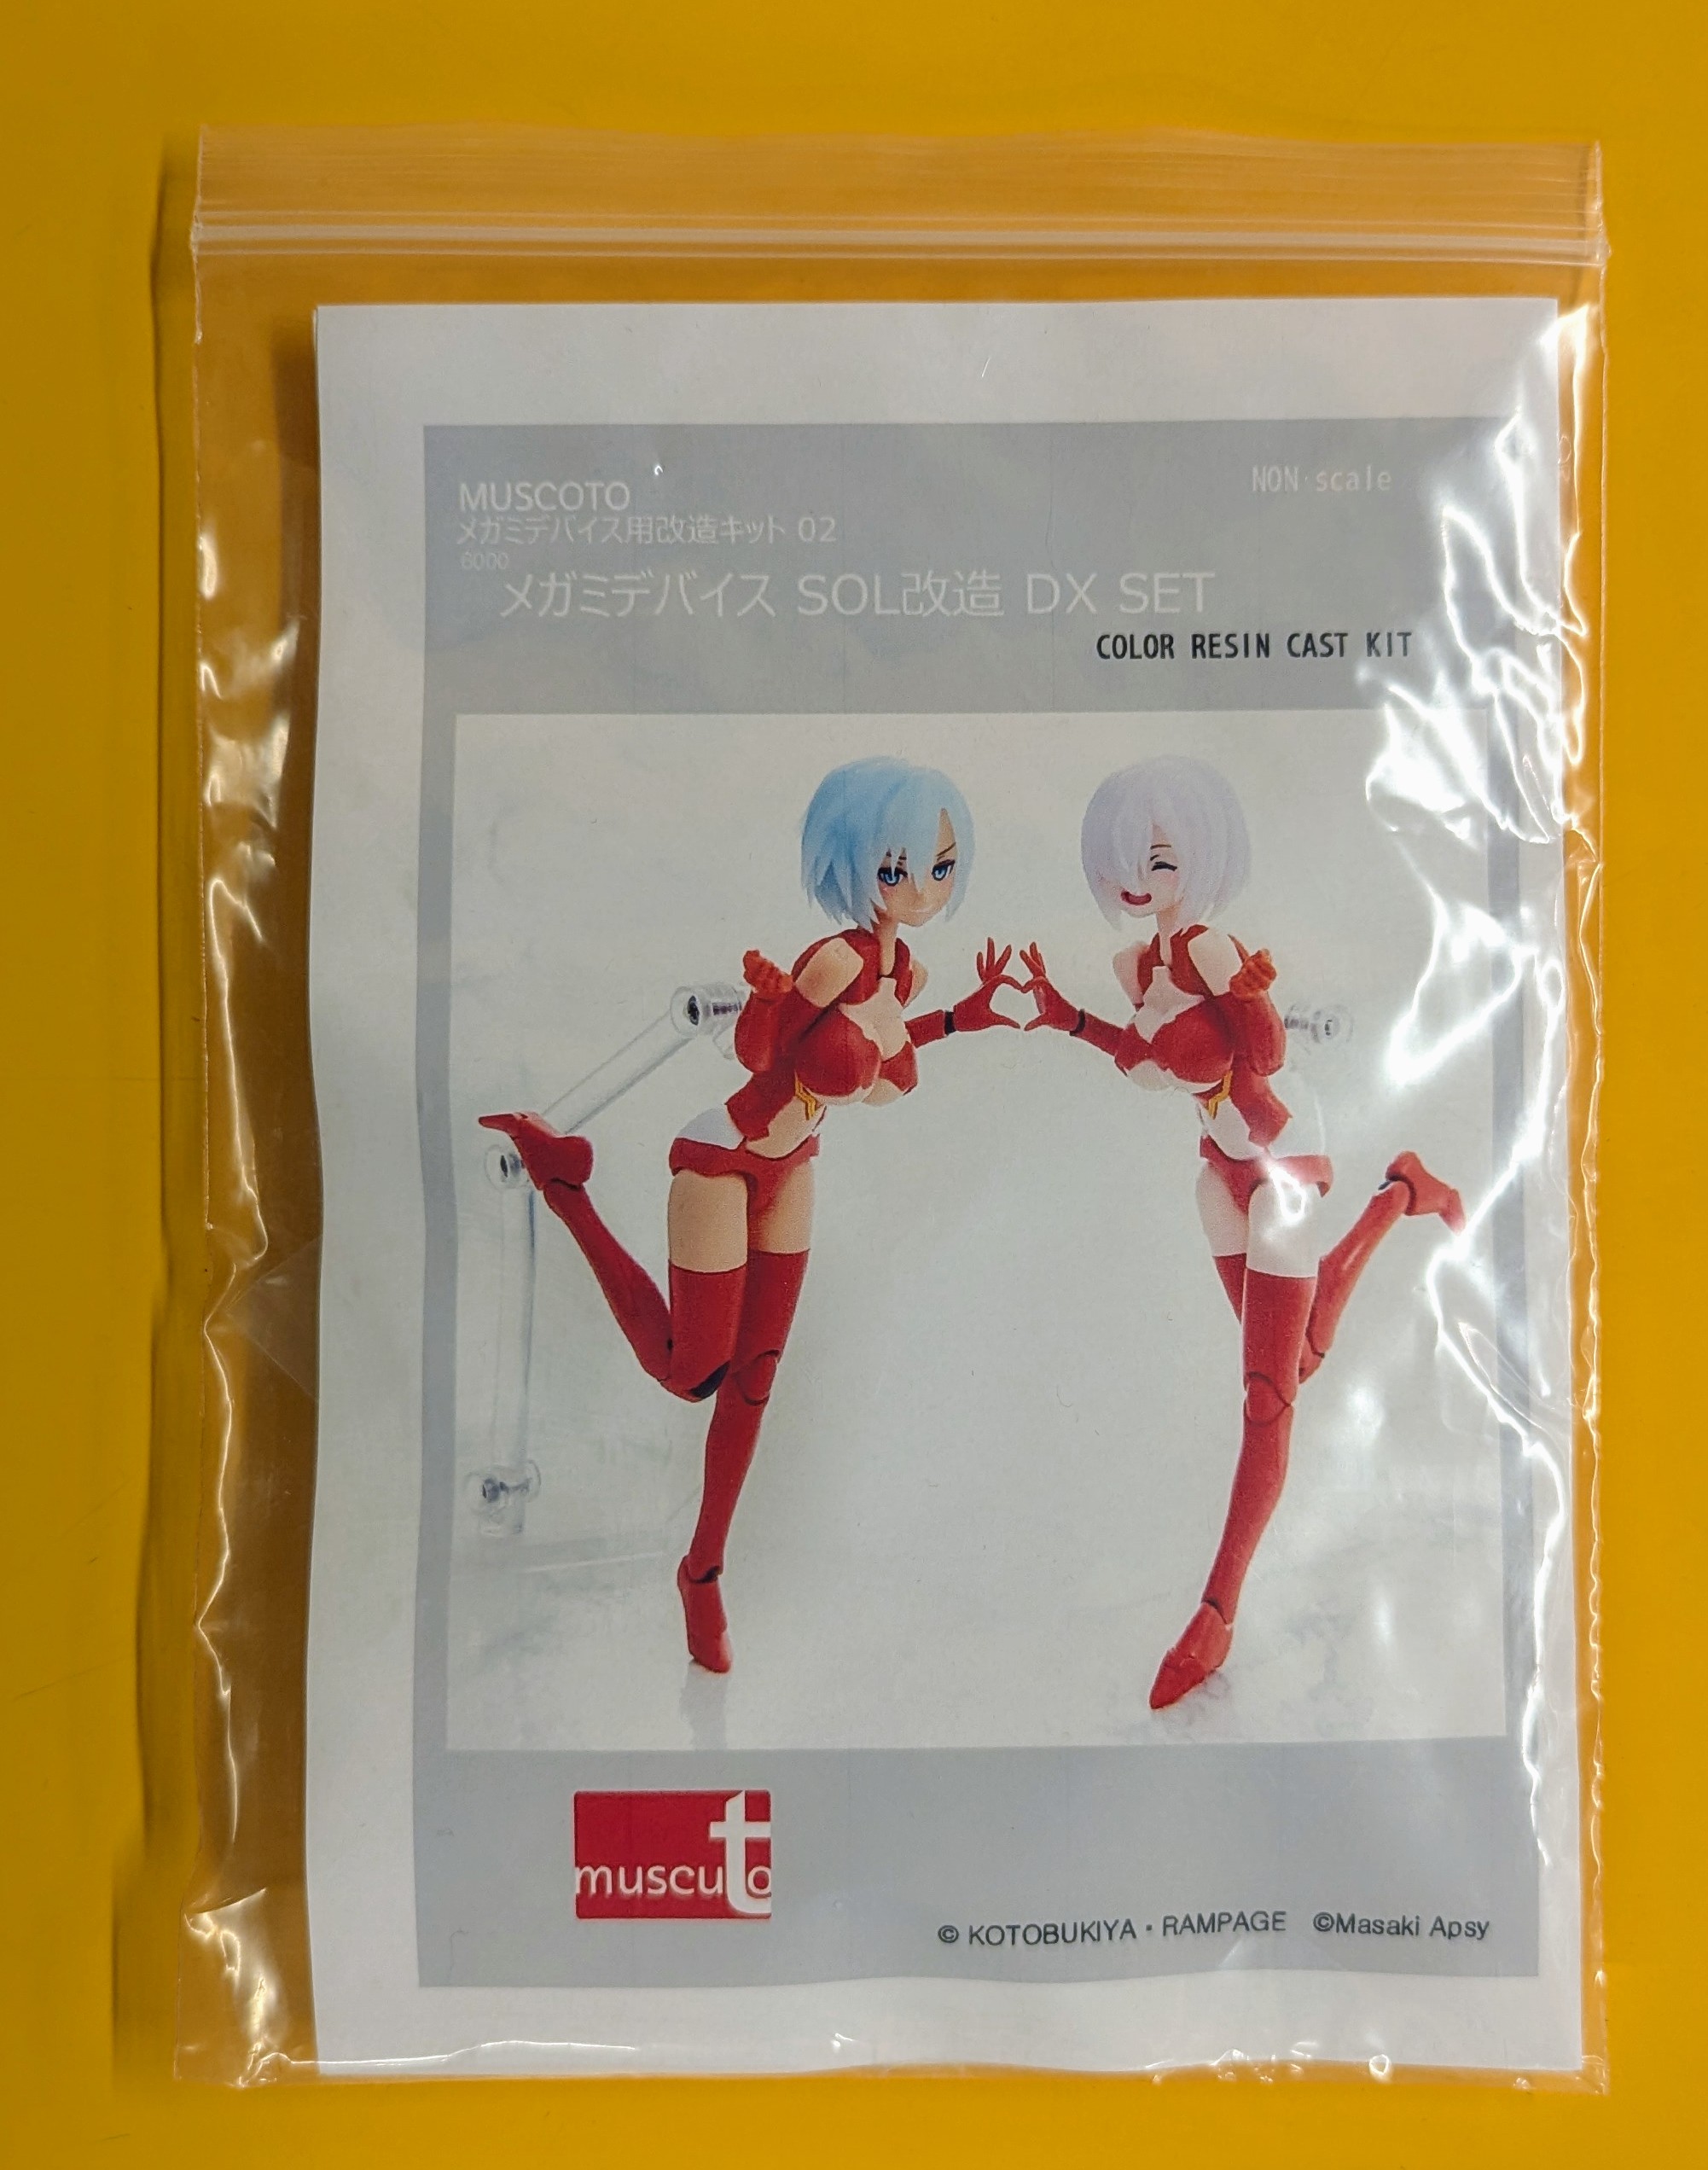 MUSCOTO
NON scale
メガミデバイス用改造キット 02
6000
メガミデバイス SOL改造 DX SET
COLOR RESIN CAST KIT
muscuto
© KOTOBUKIYA・RAMPAGE ©Masaki Apsy